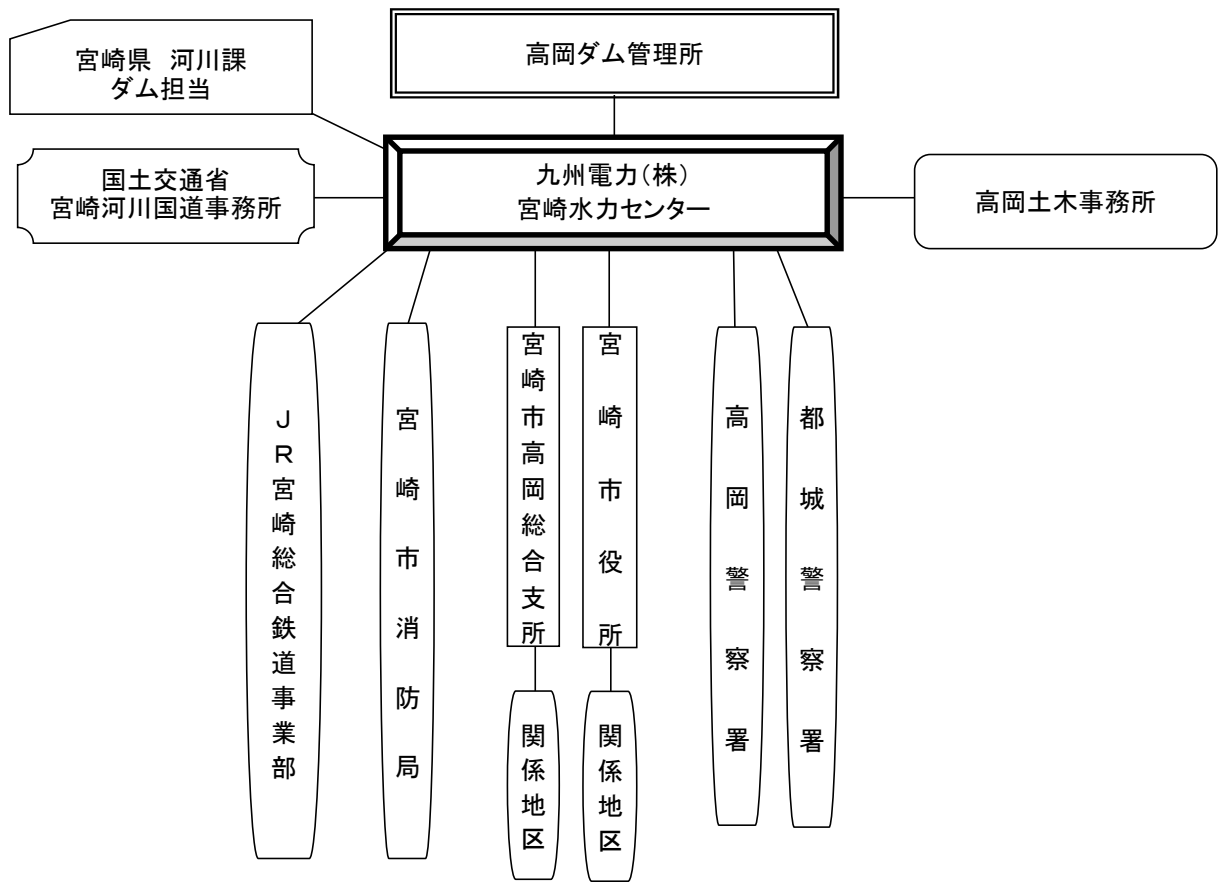 宮崎県 河川課
ダム担当
高岡ダム管理所
国土交通省
宮崎河川国道事務所
九州電力(株)
宮崎水力センター
高岡土木事務所
JR宮崎総合鉄道事業部
宮崎市消防局
宮崎市高岡総合支所
宮崎市役所
高岡警察署
都城警察署
関係地区
関係地区